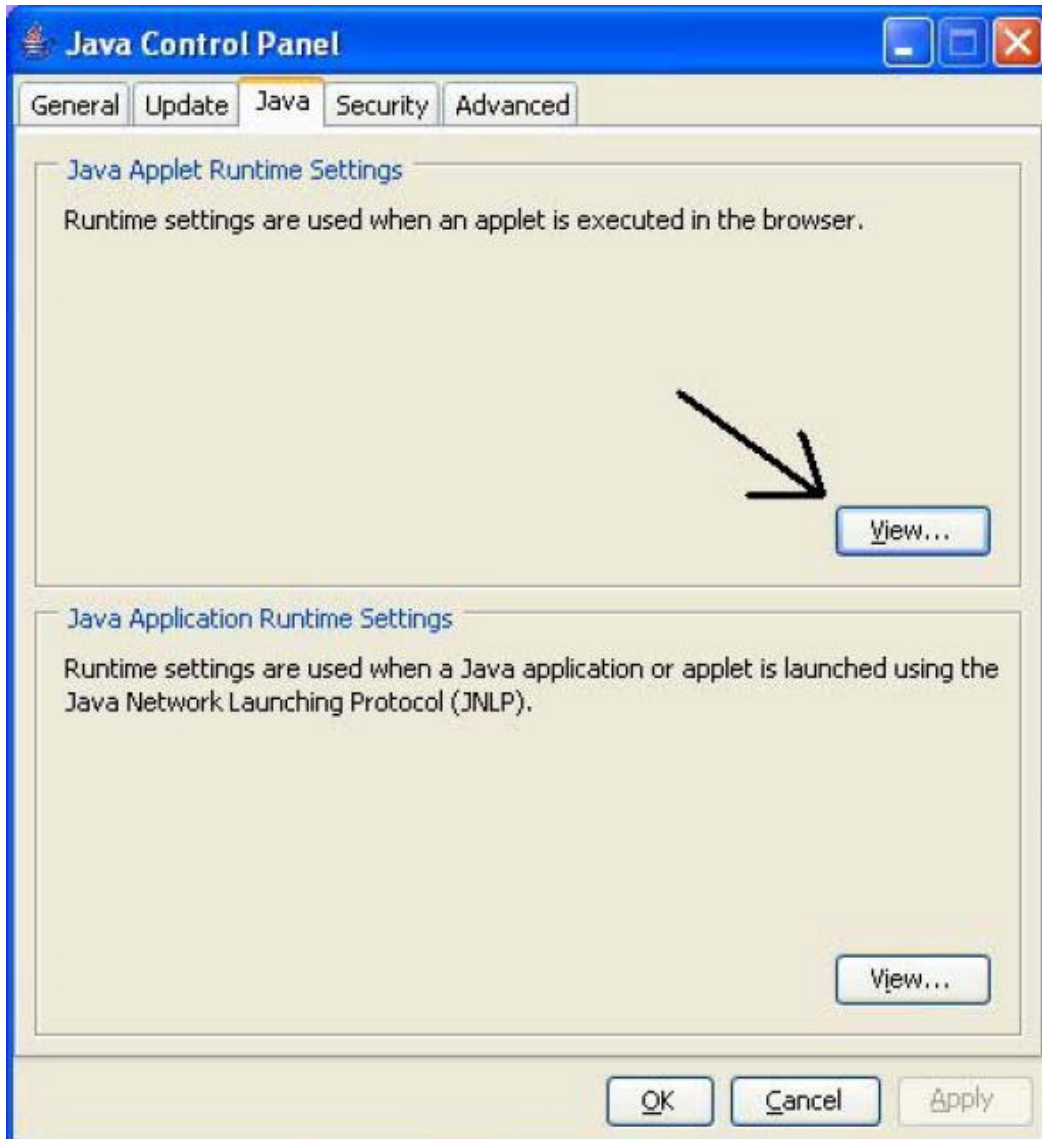 Java Control Panel
General Update Java Security Advanced
Java Applet Runtime Settings
Runtime settings are used when an applet is executed in the browser.
View...
Java Application Runtime Settings
Runtime settings are used when a Java application or applet is launched using the
Java Network Launching Protocol (JNLP).
View...
OK Cancel Apply